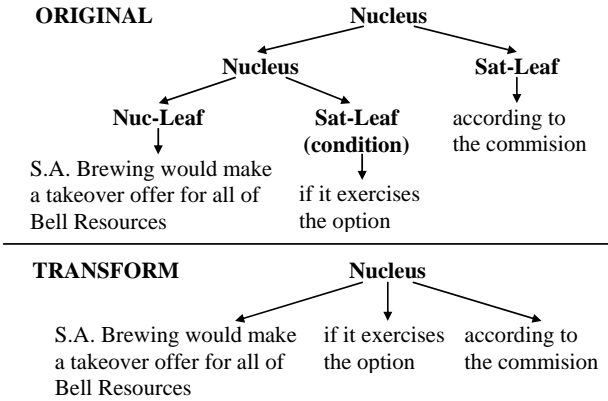 ORIGINAL
Nucleus
Nucleus
Sat-Leaf
Nuc-Leaf
Sat-Leaf
(condition)
according to
the commision
S.A. Brewing would make
a takeover offer for all of
Bell Resources
if it exercises
the option
TRANSFORM
Nucleus
S.A. Brewing would make
a takeover offer for all of
Bell Resources
if it exercises
the option
according to
the commision